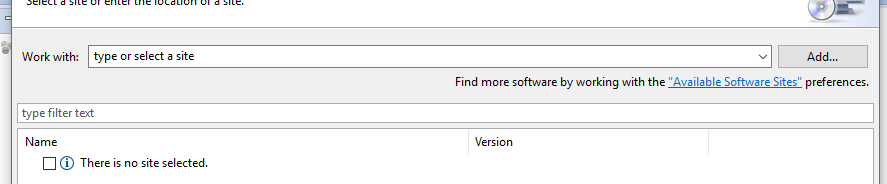 Select a site or enter the location of a site.
Work with: type or select a site Add...
Find more software by working with the "Available Software Sites" preferences.
type filter text
Name Version
There is no site selected.